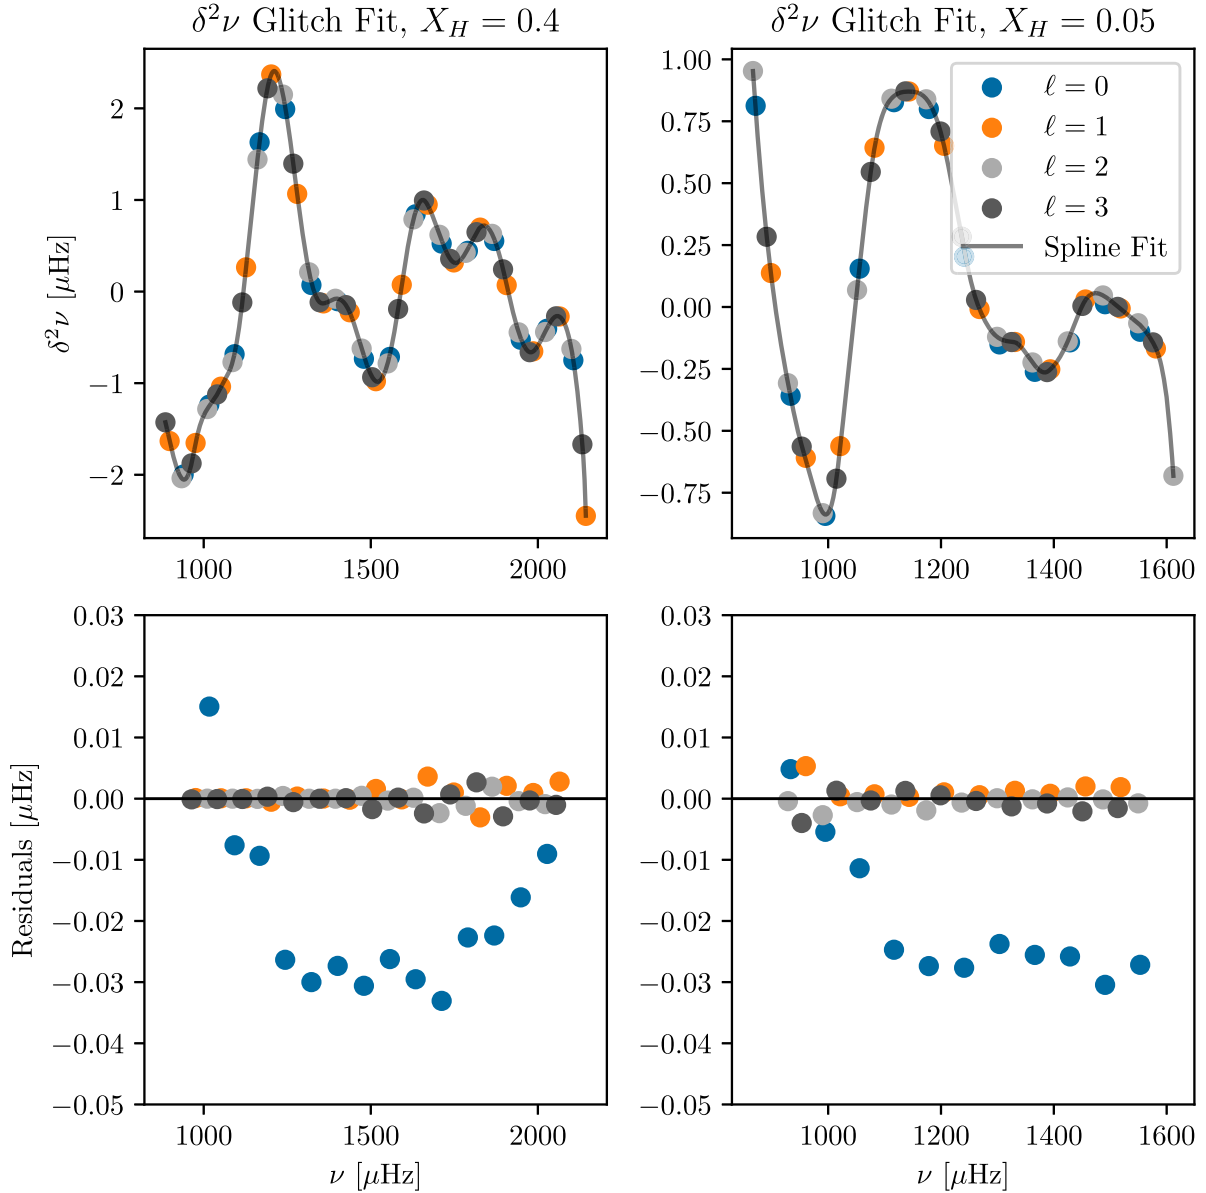 δ²ν Glitch Fit, X_H = 0.4
δ²ν [μHz]
2
1
0
−1
−2
1000 1500 2000
δ²ν Glitch Fit, X_H = 0.05
1.00
0.75
0.50
0.25
0.00
−0.25
−0.50
−0.75
1000 1200 1400 1600
ℓ = 0
ℓ = 1
ℓ = 2
ℓ = 3
Spline Fit
Residuals [μHz]
0.03
0.02
0.01
0.00
−0.01
−0.02
−0.03
−0.04
−0.05
1000 1500 2000
ν [μHz]
0.03
0.02
0.01
0.00
−0.01
−0.02
−0.03
−0.04
−0.05
1000 1200 1400 1600
ν [μHz]